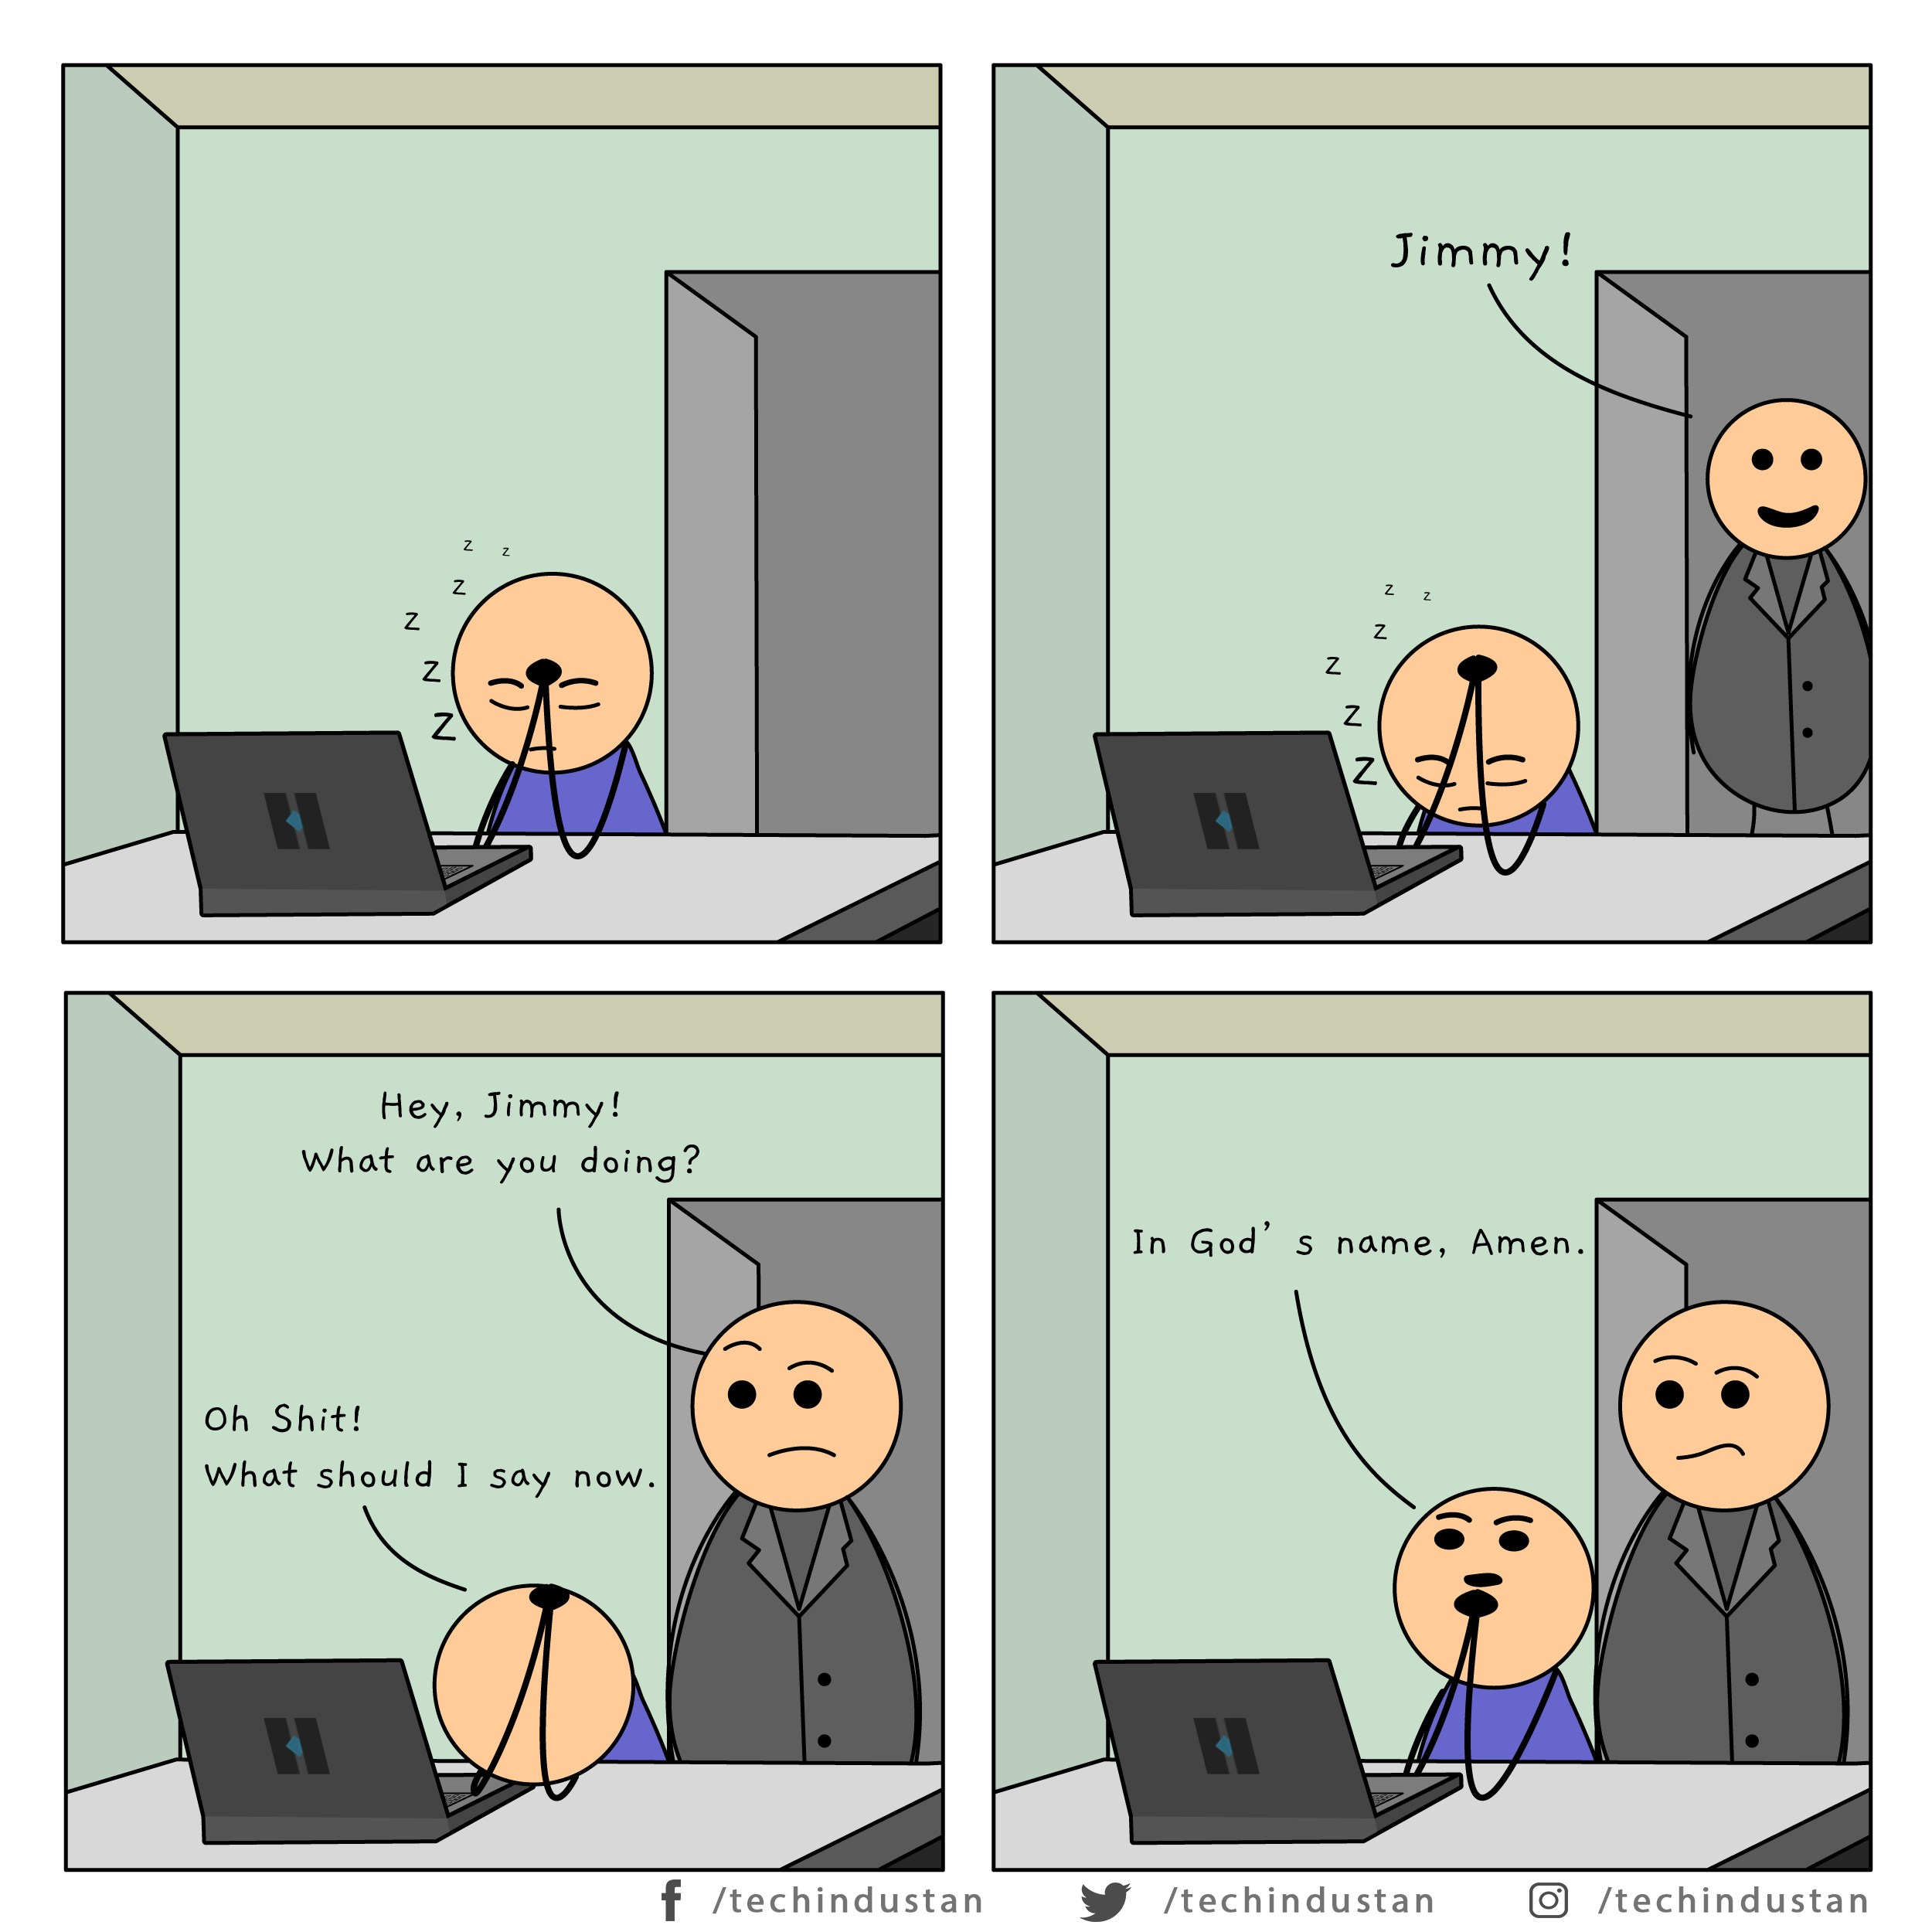 z z
z
z
z
z
Jimmy!
z z
z
z
z
z
Hey, Jimmy!
What are you doing?
Oh Shit!
What should I say now.
In God's name, Amen.
/techindustan /techindustan /techindustan